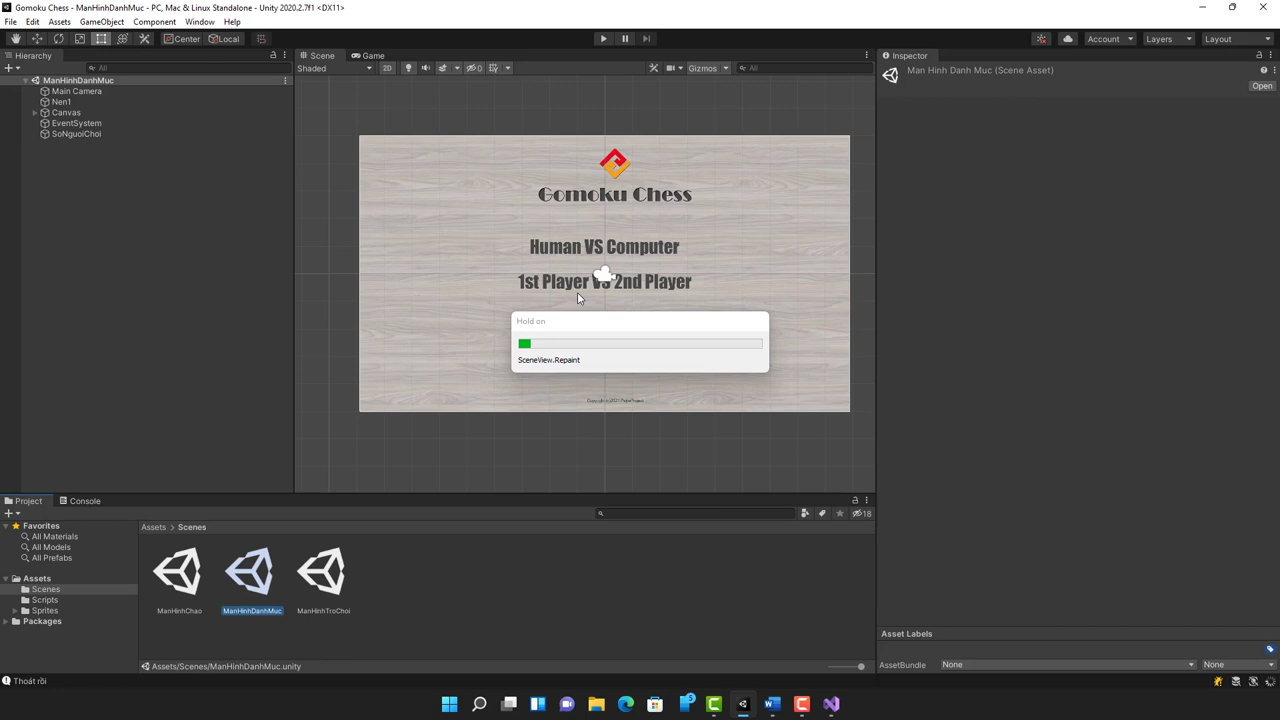 Gomoku Chess - ManHinhDanhMuc - PC, Mac & Linux Standalone - Unity 2020.2.7f1 <DX11>
File Edit Assets GameObject Component Window Help
Center Local Account Layers Layout
Hierarchy Scene Game Inspector
All Shaded 2D 0 Gizmos All
Man Hinh Danh Muc (Scene Asset)
Open
ManHinhDanhMuc
Main Camera
Nen1
Canvas
EventSystem
SoNguoiChoi
Gomoku Chess
Human VS Computer
1st Player VS 2nd Player
Hold on
SceneView.Repaint
Project Console
18
Favorites
All Materials
All Models
All Prefabs
Assets
Scenes
Scripts
Sprites
Packages
Assets > Scenes
ManHinhChao ManHinhDanhMuc ManHinhTroChoi
Assets/Scenes/ManHinhDanhMuc.unity
Asset Labels
AssetBundle None None
Thoát rồi